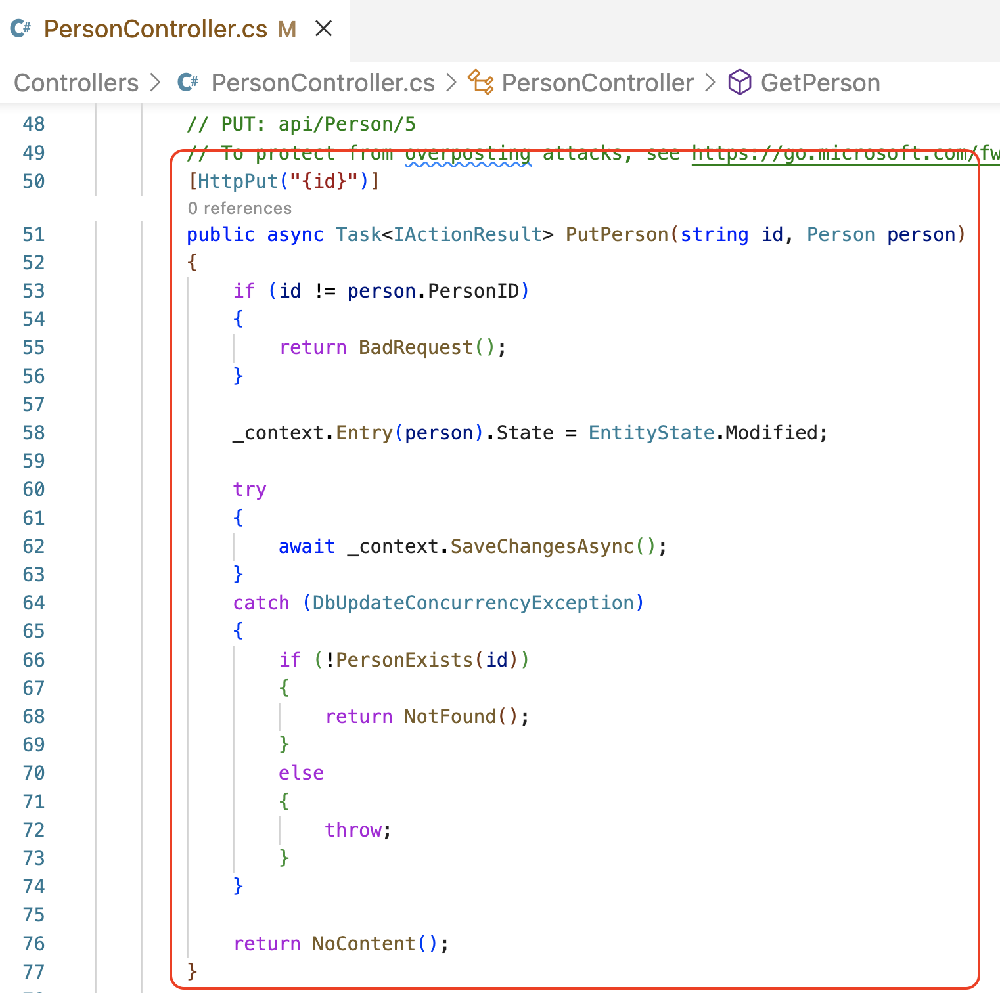 C# PersonController.cs M ×
Controllers > C# PersonController.cs > PersonController > GetPerson
48 // PUT: api/Person/5
49 // To protect from overposting attacks, see https://go.microsoft.com/fw
50 [HttpPut("{id}")]
0 references
51 public async Task<IActionResult> PutPerson(string id, Person person)
52 {
53 if (id != person.PersonID)
54 {
55 return BadRequest();
56 }
57
58 _context.Entry(person).State = EntityState.Modified;
59
60 try
61 {
62 await _context.SaveChangesAsync();
63 }
64 catch (DbUpdateConcurrencyException)
65 {
66 if (!PersonExists(id))
67 {
68 return NotFound();
69 }
70 else
71 {
72 throw;
73 }
74 }
75
76 return NoContent();
77 }